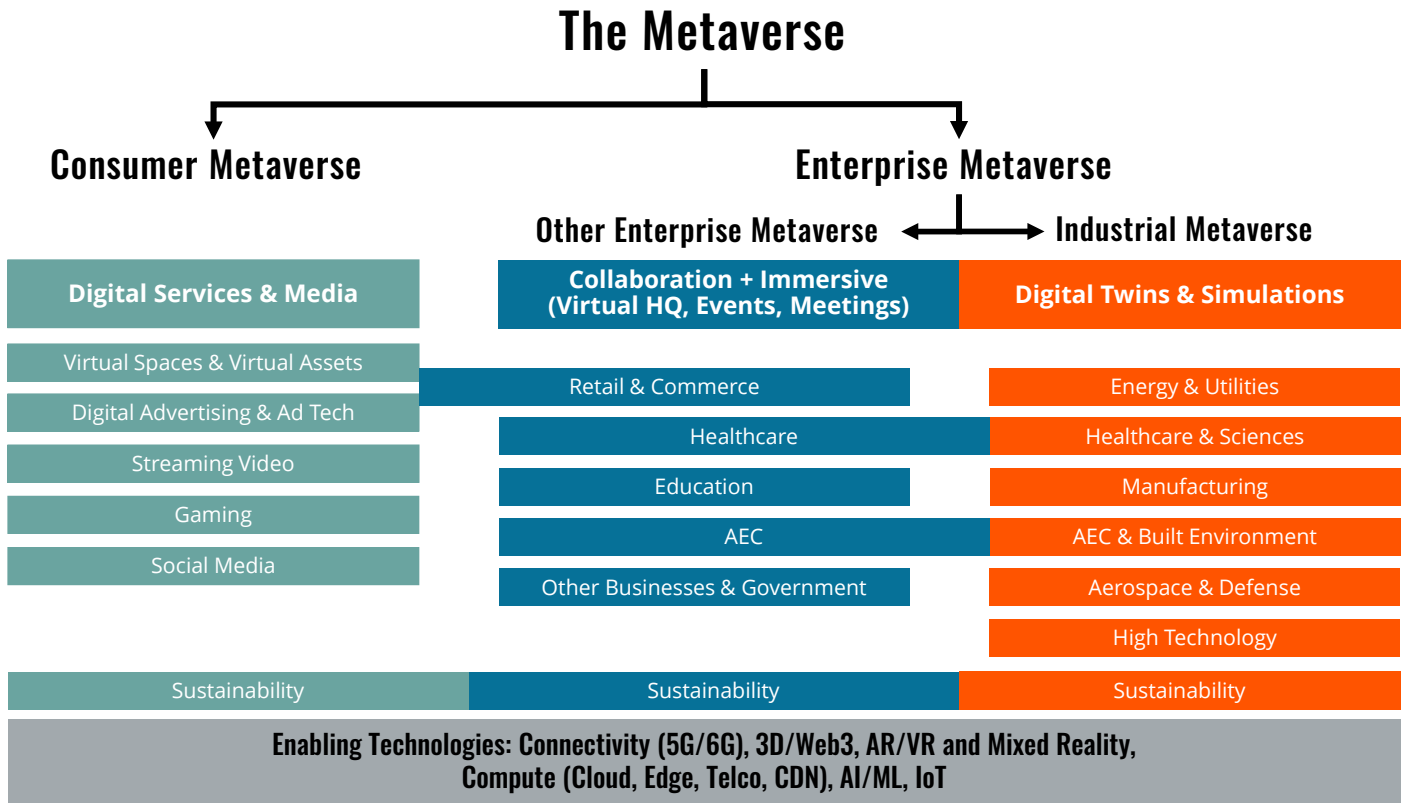 The Metaverse
Consumer Metaverse
Enterprise Metaverse
Other Enterprise Metaverse
Industrial Metaverse
Digital Services & Media
Virtual Spaces & Virtual Assets
Digital Advertising & Ad Tech
Streaming Video
Gaming
Social Media
Sustainability
Collaboration + Immersive
(Virtual HQ, Events, Meetings)
Retail & Commerce
Healthcare
Education
AEC
Other Businesses & Government
Sustainability
Digital Twins & Simulations
Energy & Utilities
Healthcare & Sciences
Manufacturing
AEC & Built Environment
Aerospace & Defense
High Technology
Sustainability
Enabling Technologies: Connectivity (5G/6G), 3D/Web3, AR/VR and Mixed Reality,
Compute (Cloud, Edge, Telco, CDN), AI/ML, IoT